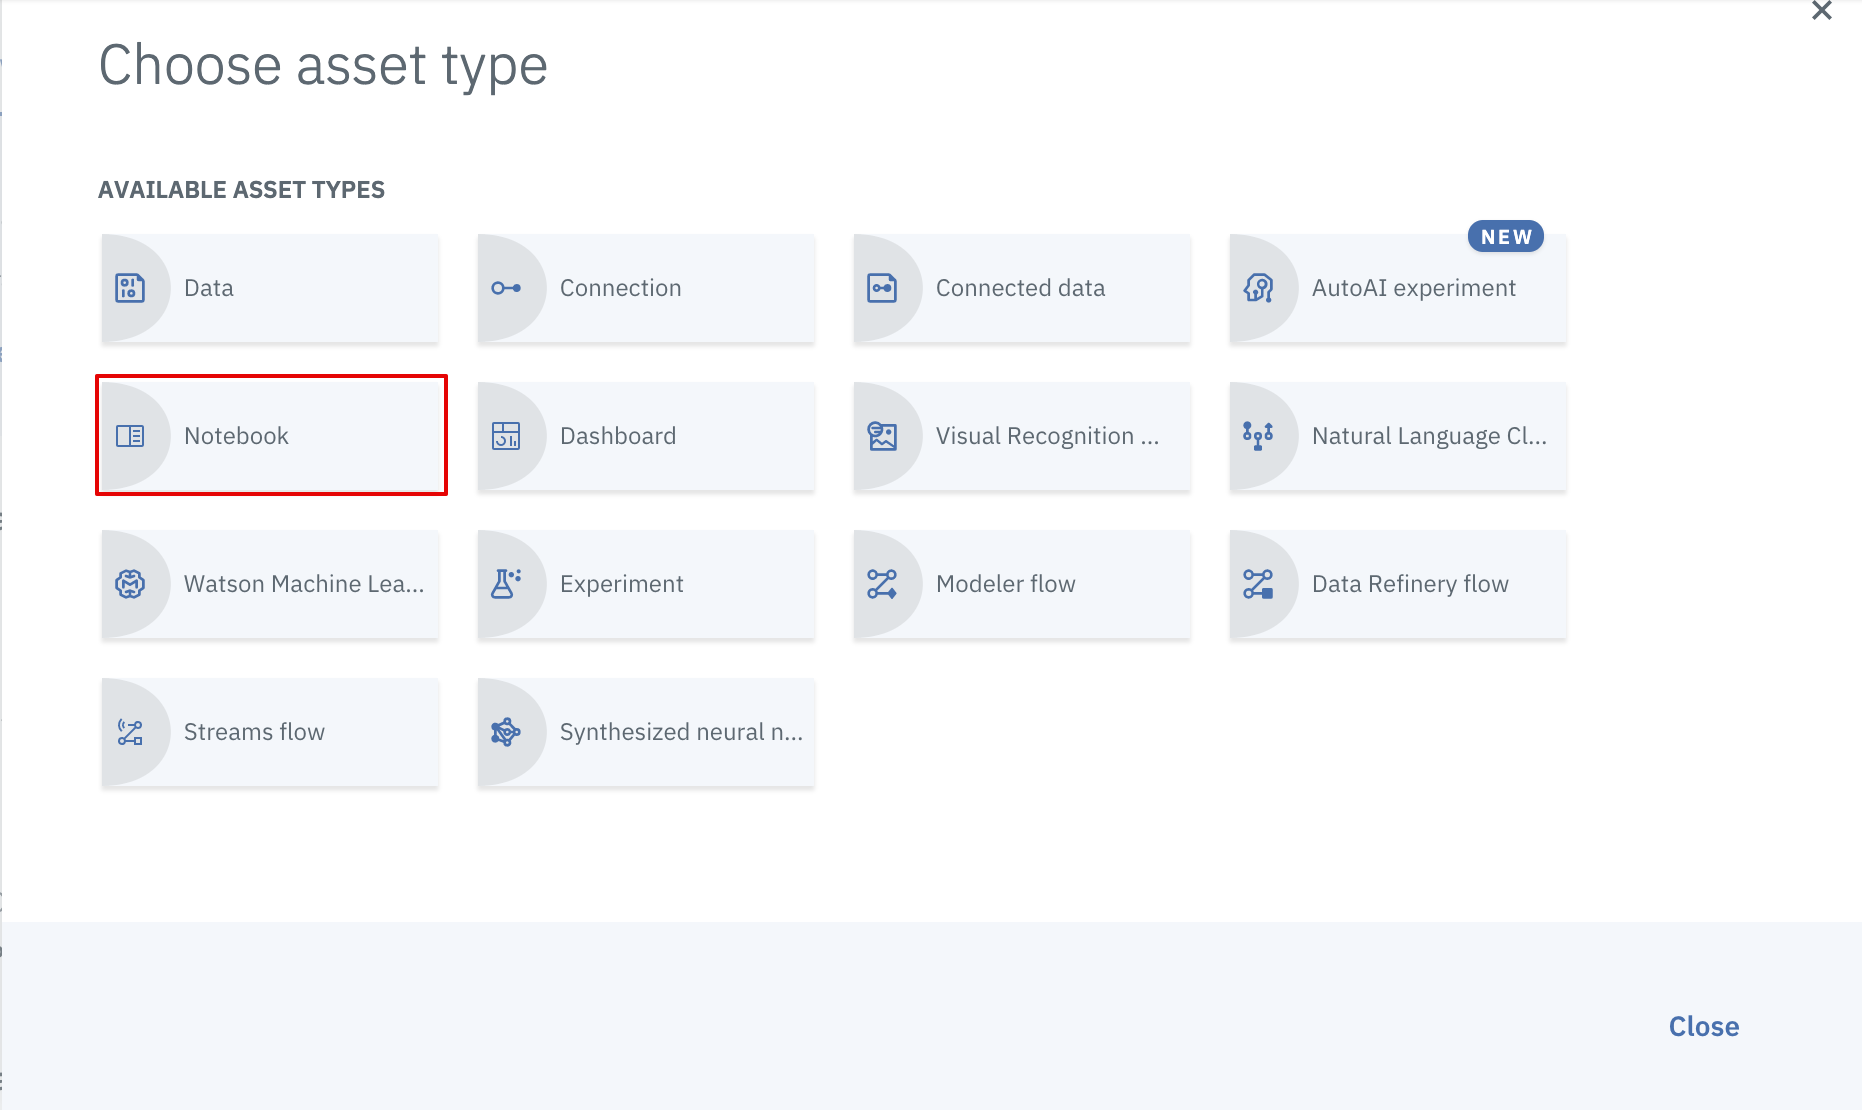 Choose asset type
AVAILABLE ASSET TYPES
NEW
Data
Connection
Connected data
AutoAI experiment
Notebook
Dashboard
Visual Recognition ...
Natural Language Cl...
Watson Machine Lea...
Experiment
Modeler flow
Data Refinery flow
Streams flow
Synthesized neural n...
Close